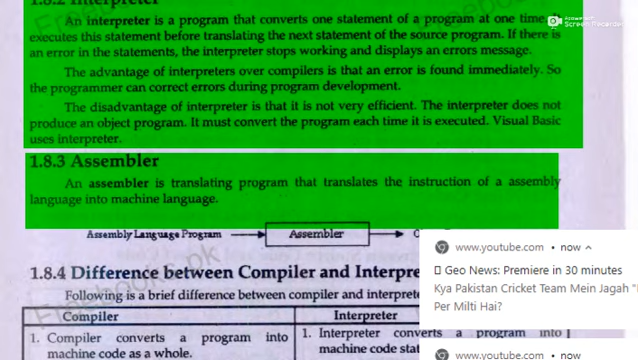 1.8.2 Interpreter
An interpreter is a program that converts one statement of a program at one time. It
executes this statement before translating the next statement of the source program. If there is
an error in the statements, the interpreter stops working and displays an errors message.
The advantage of interpreters over compilers is that an error is found immediately. So
the programmer can correct errors during program development.
The disadvantage of interpreter is that it is not very efficient. The interpreter does not
produce an object program. It must convert the program each time it is executed. Visual Basic
uses interpreter.
1.8.3 Assembler
An assembler is translating program that translates the instruction of a assembly
language into machine language.
Assembly Language Program
Assembler
1.8.4 Difference between Compiler and Interpre
Following is a brief difference between compiler and interprete
Compiler
Interpreter
1. Compiler converts a program into
machine code as a whole.
1. Interpreter converts a program into
machine code stat
www.youtube.com • now
Geo News: Premiere in 30 minutes
Kya Pakistan Cricket Team Mein Jagah "
Per Milti Hai?
www.youtube.com • now
Screen Recorder
Freebooks.pk